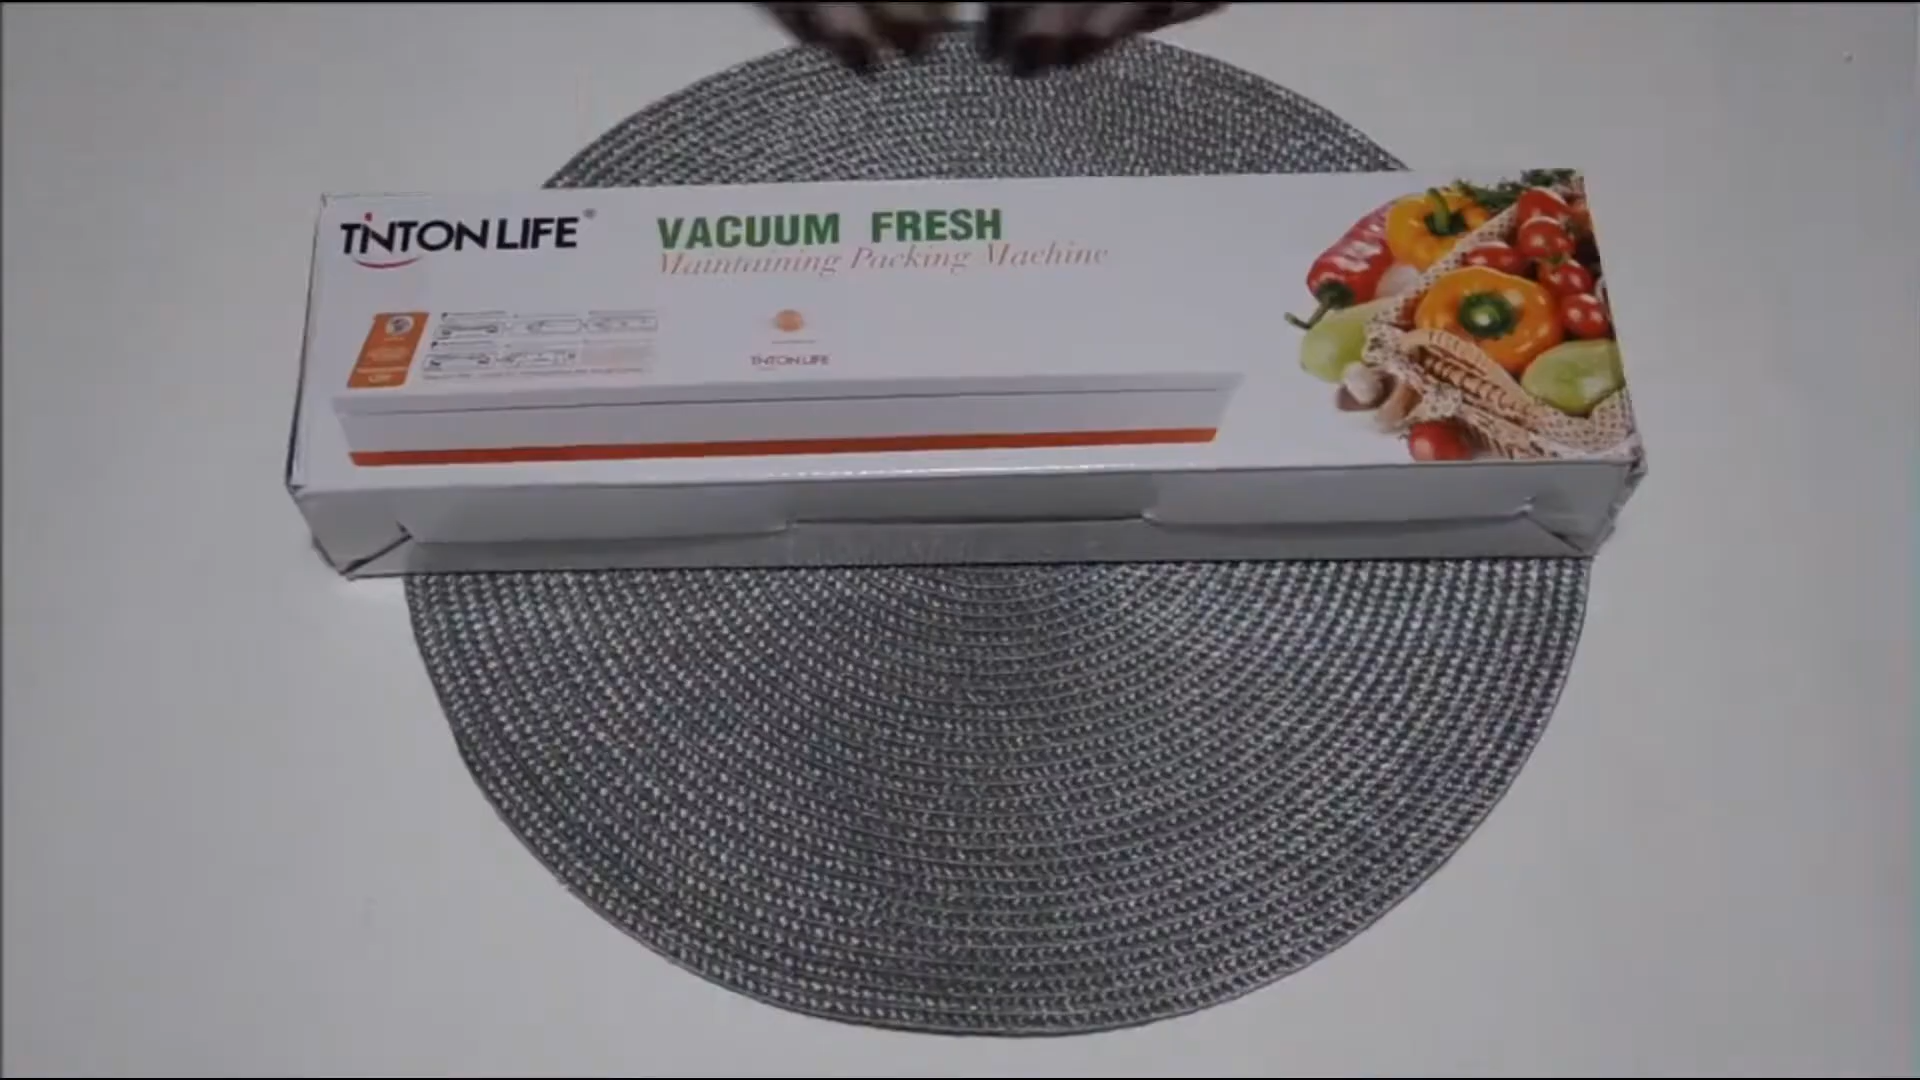 TINTON LIFE®
VACUUM FRESH
Maintaining Packing Machine
TINTON LIFE